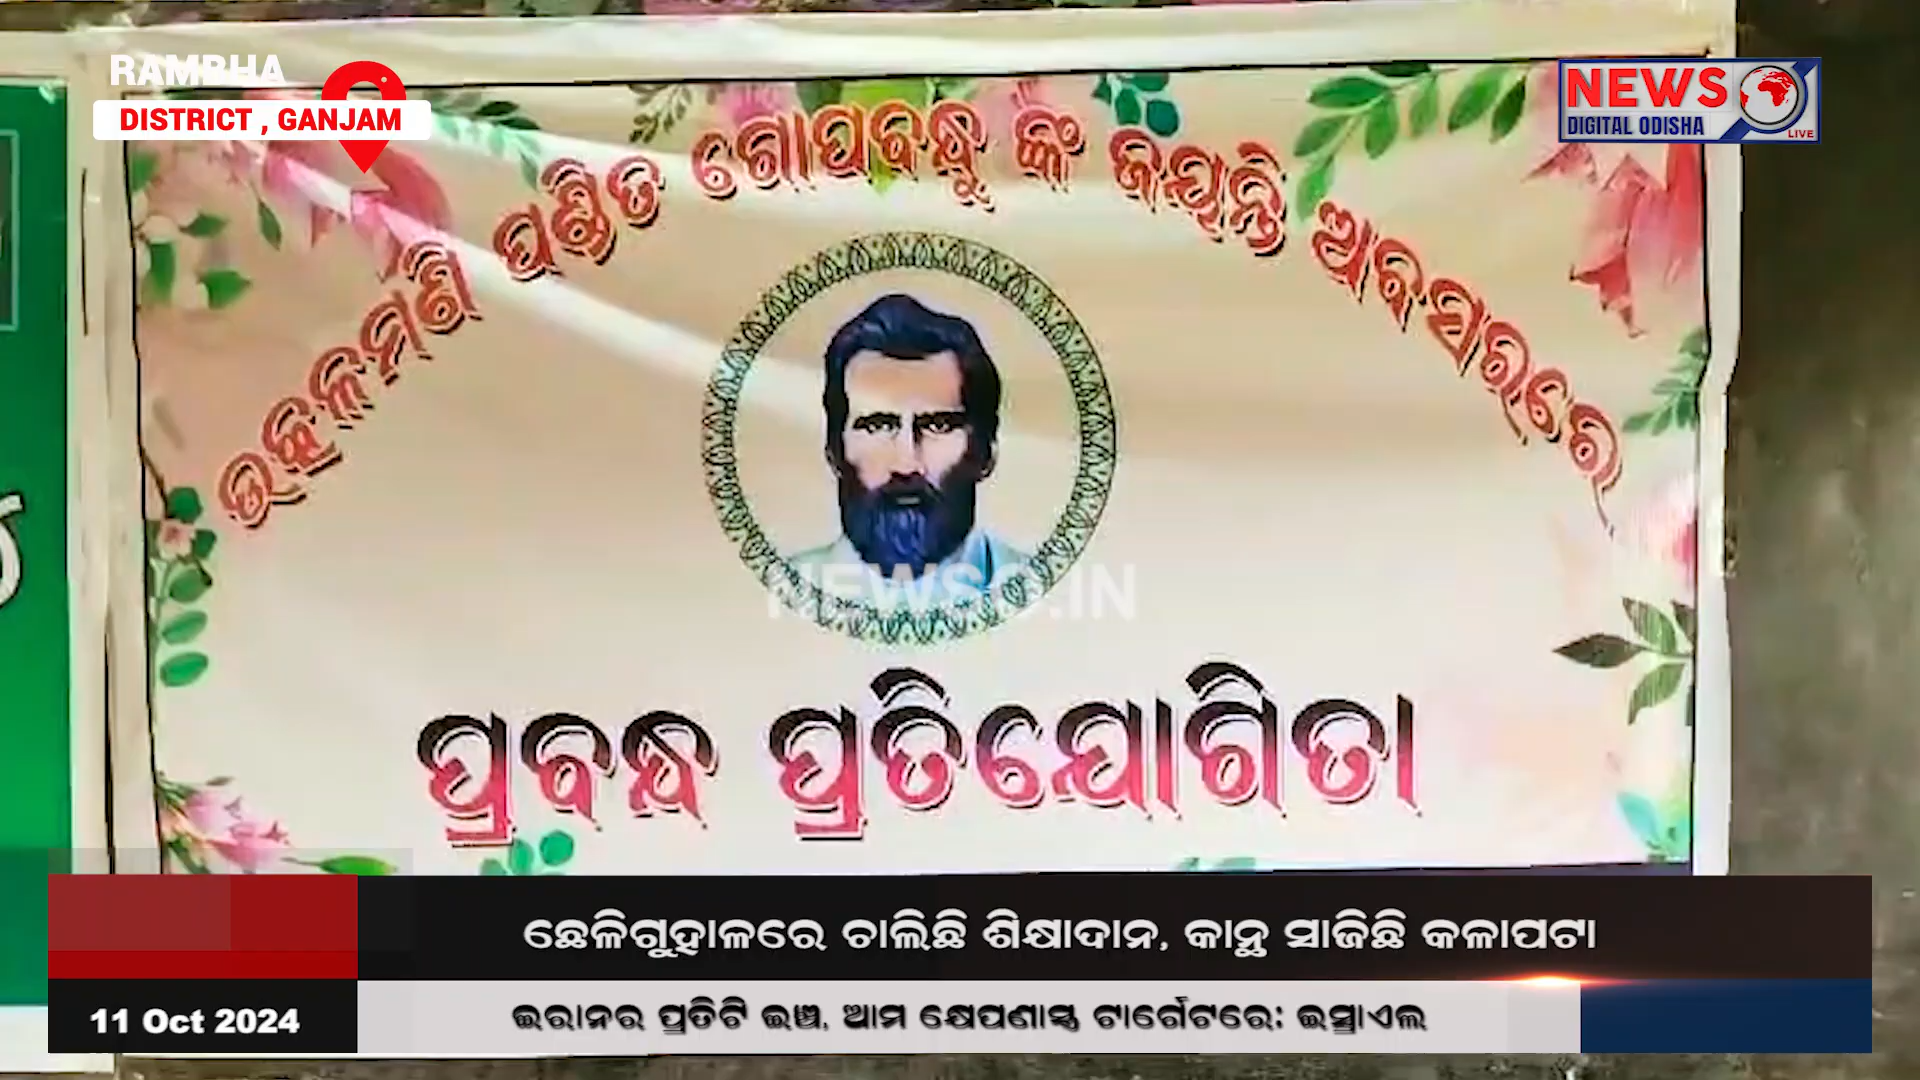 RAMBHA
DISTRICT , GANJAM
NEWS
DIGITAL ODISHA
LIVE
ଉତ୍କଳମଣି ପଣ୍ଡିତ ଗୋପବନ୍ଧୁ ଙ୍କ ଜୟନ୍ତି ଅବସରରେ
NEWSO.IN
ପ୍ରବନ୍ଧ ପ୍ରତିଯୋଗିତା
ଛେଳିଗୁହାଳରେ ଚାଲିଛି ଶିକ୍ଷାଦାନ, କାନ୍ଥ ସାଜିଛି କଳାପଟା
11 Oct 2024
ଇରାନର ପ୍ରତିଟି ଇଞ୍ଚ, ଆମ କ୍ଷେପଣାସ୍ତ୍ର ଟାର୍ଗେଟରେ: ଇସ୍ରାଏଲ